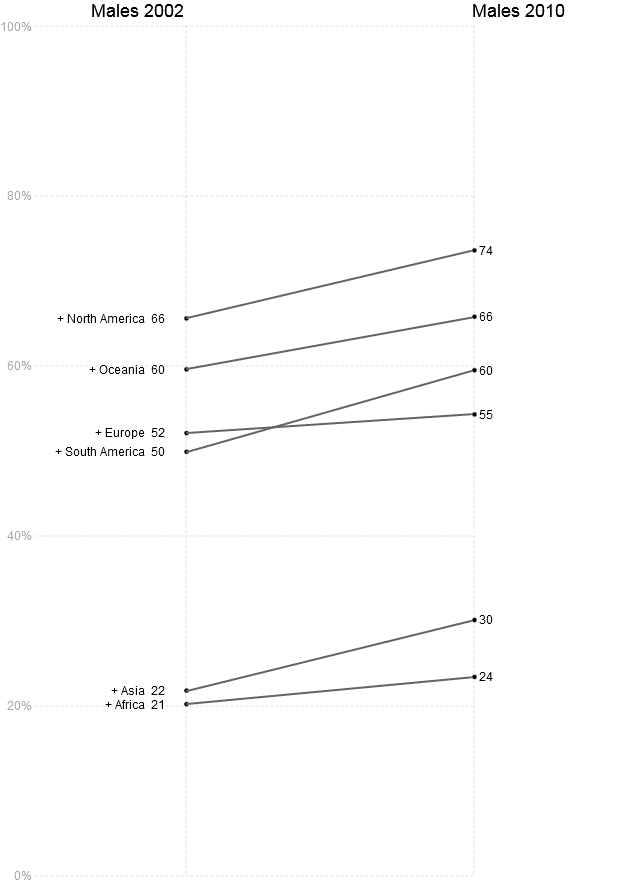 Males 2002 Males 2010
100%
80%
74
+ North America 66
66
60%
+ Oceania 60
60
55
+ Europe 52
+ South America 50
40%
30
+ Asia 22
24
20%
+ Africa 21
0%